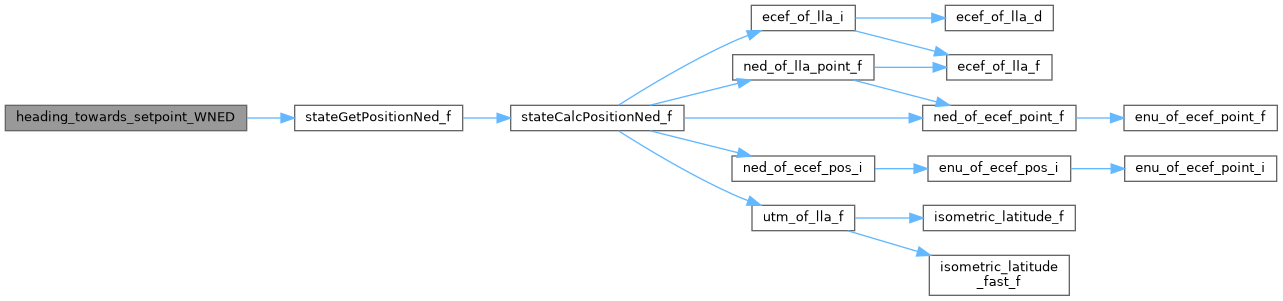 heading_towards_setpoint_WNED
stateGetPositionNed_f
stateCalcPositionNed_f
ecef_of_lla_i
ecef_of_lla_d
ecef_of_lla_f
ned_of_lla_point_f
ned_of_ecef_point_f
enu_of_ecef_point_f
ned_of_ecef_pos_i
enu_of_ecef_pos_i
enu_of_ecef_point_i
utm_of_lla_f
isometric_latitude_f
isometric_latitude
_fast_f